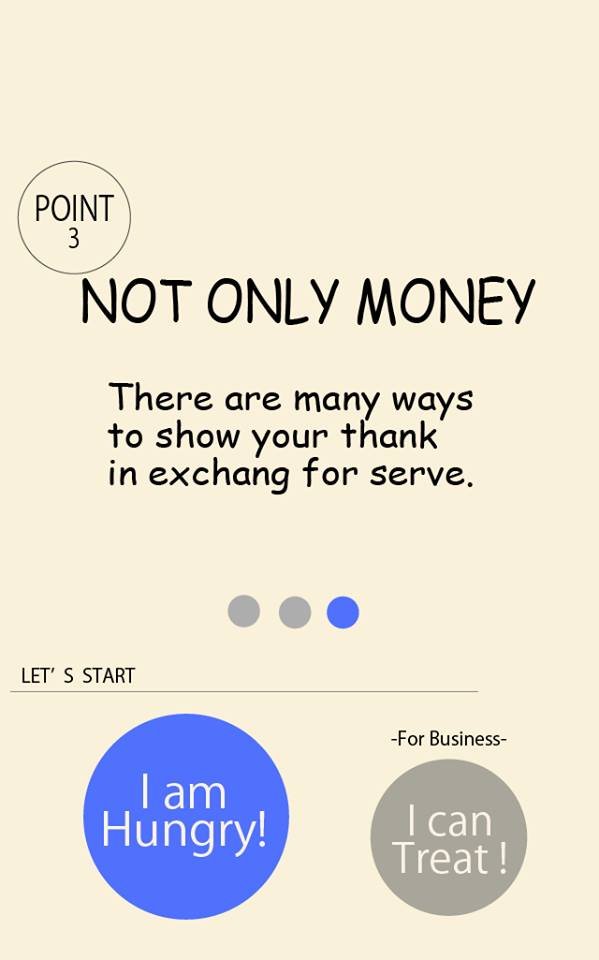 POINT
3
NOT ONLY MONEY
There are many ways
to show your thank
in exchang for serve.
LET' S START
-For Business-
I am
Hungry!
I can
Treat !